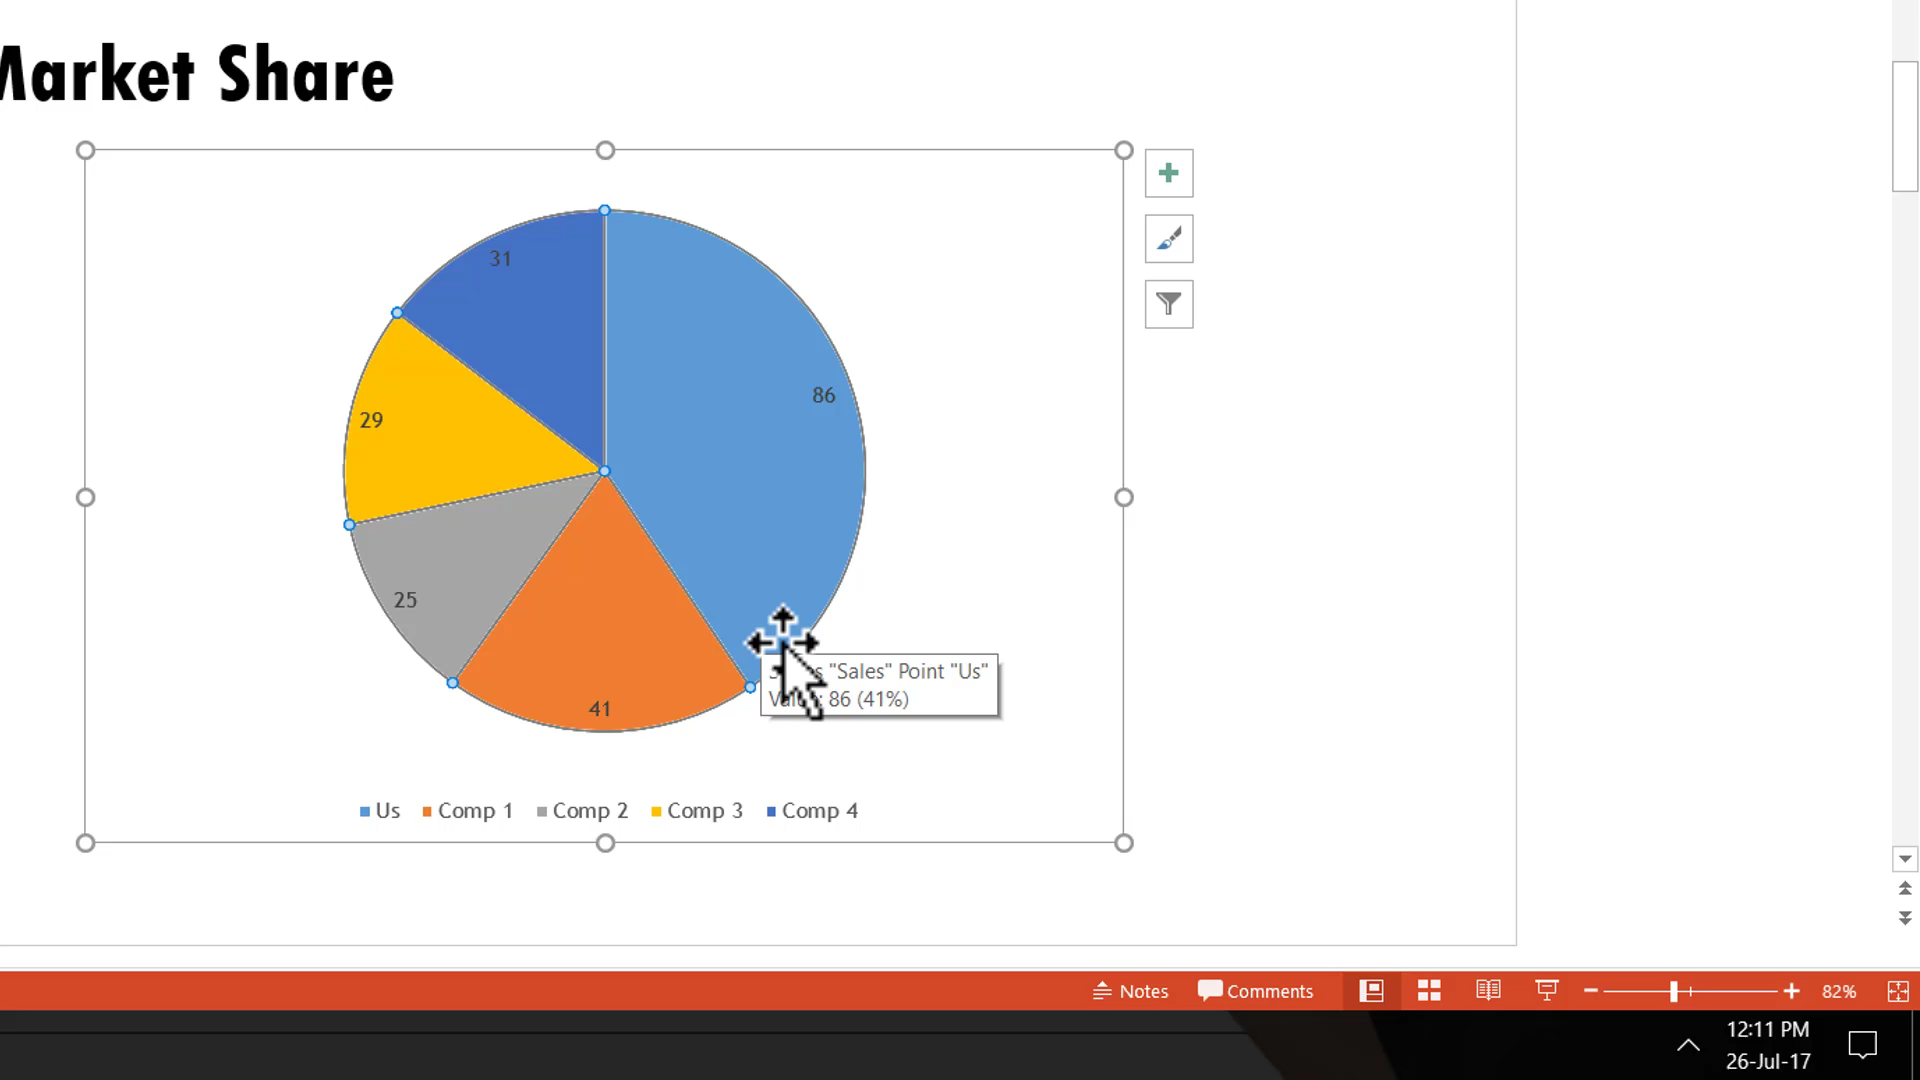 Market Share
31
86
29
25
41
"Sales" Point "Us"
86 (41%)
Us Comp 1 Comp 2 Comp 3 Comp 4
Notes Comments 82%
12:11 PM
26-Jul-17